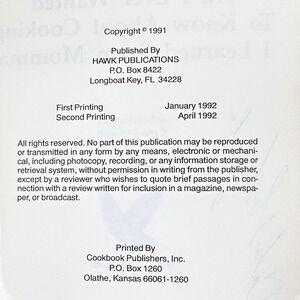 Copyright © 1991
Published By
HAWK PUBLICATIONS
P.O. Box 8422
Longboat Key, FL 34228
First Printing January 1992
Second Printing April 1992
All rights reserved. No part of this publication may be reproduced
or transmitted in any form by any means, electronic or mechani-
cal, including photocopy, recording, or any information storage or
retrieval system, without permission in writing from the publisher,
except by a reviewer who wishes to quote brief passages in con-
nection with a review written for inclusion in a magazine, newspa-
per, or broadcast.
Printed By
Cookbook Publishers, Inc.
P.O. Box 1260
Olathe, Kansas 66061-1260